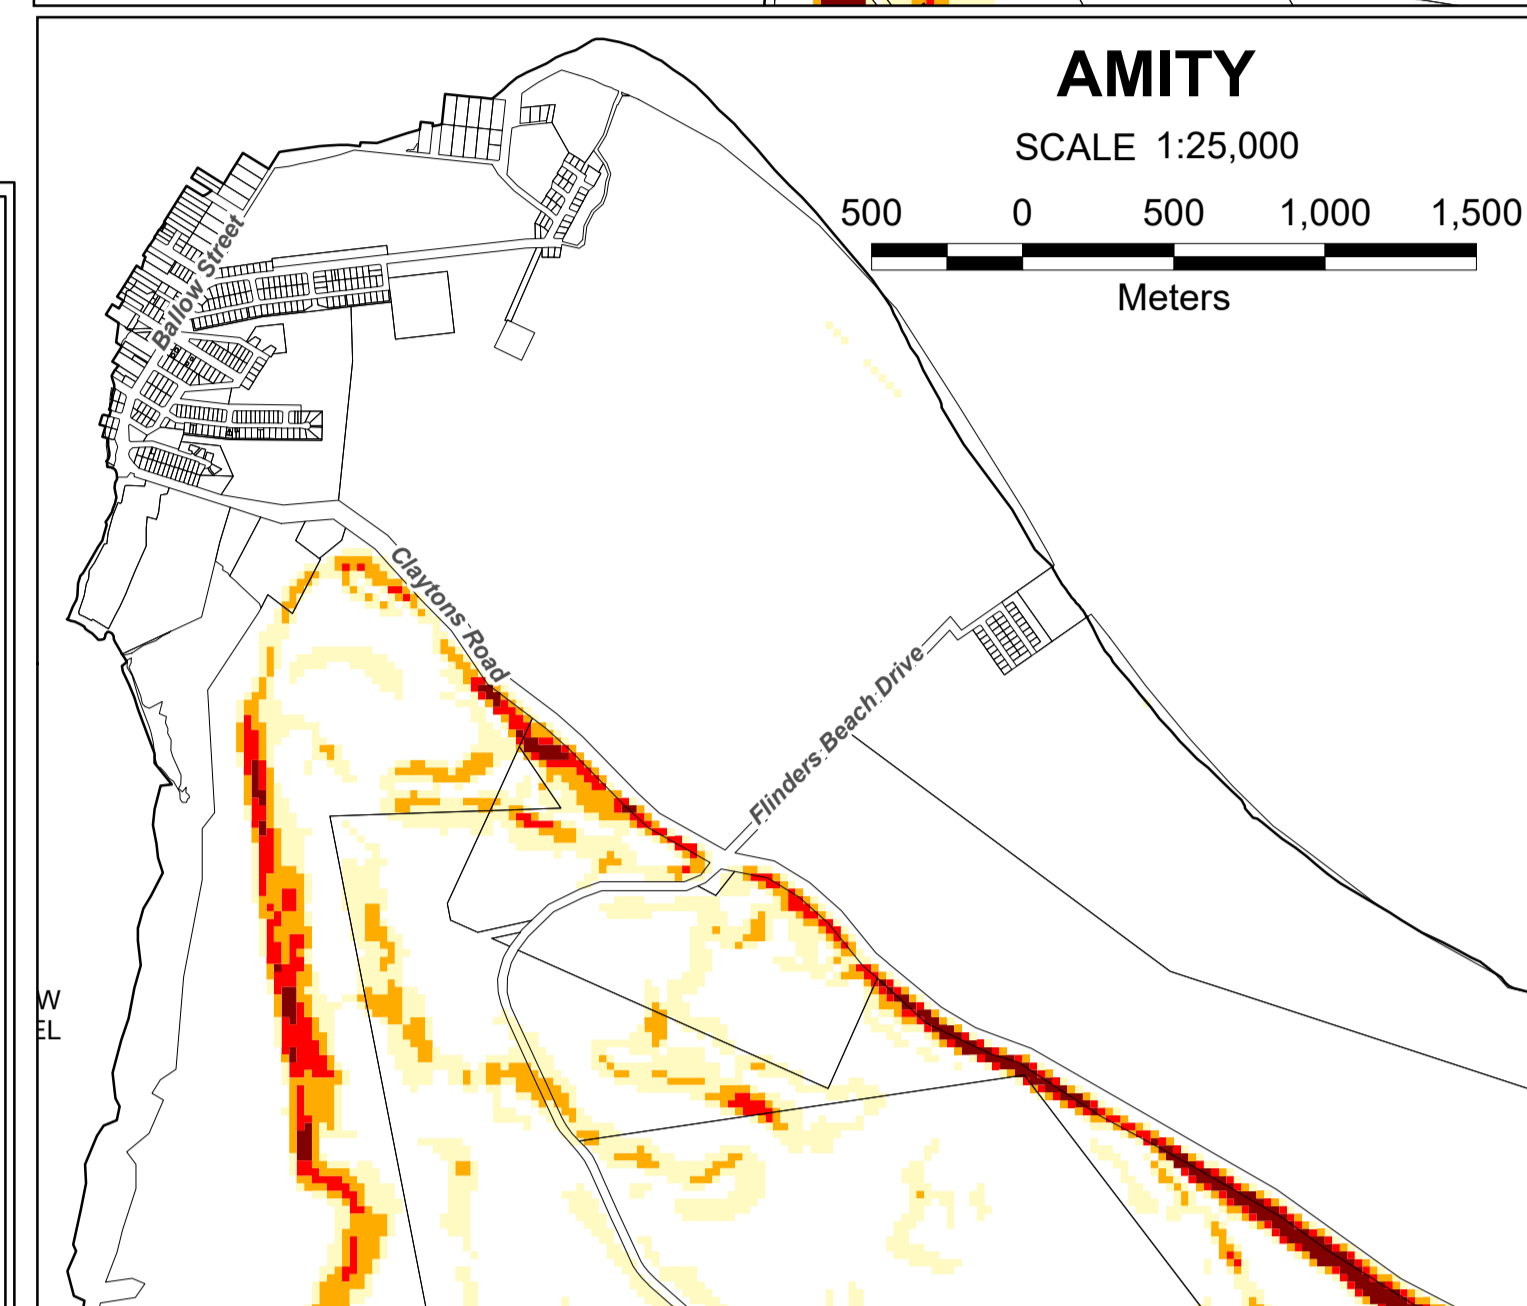 AMITY
SCALE 1:25,000
500 0 500 1,000 1,500
Meters
Ballow Street
Claytons Road
Flinders Beach Drive
W
EL